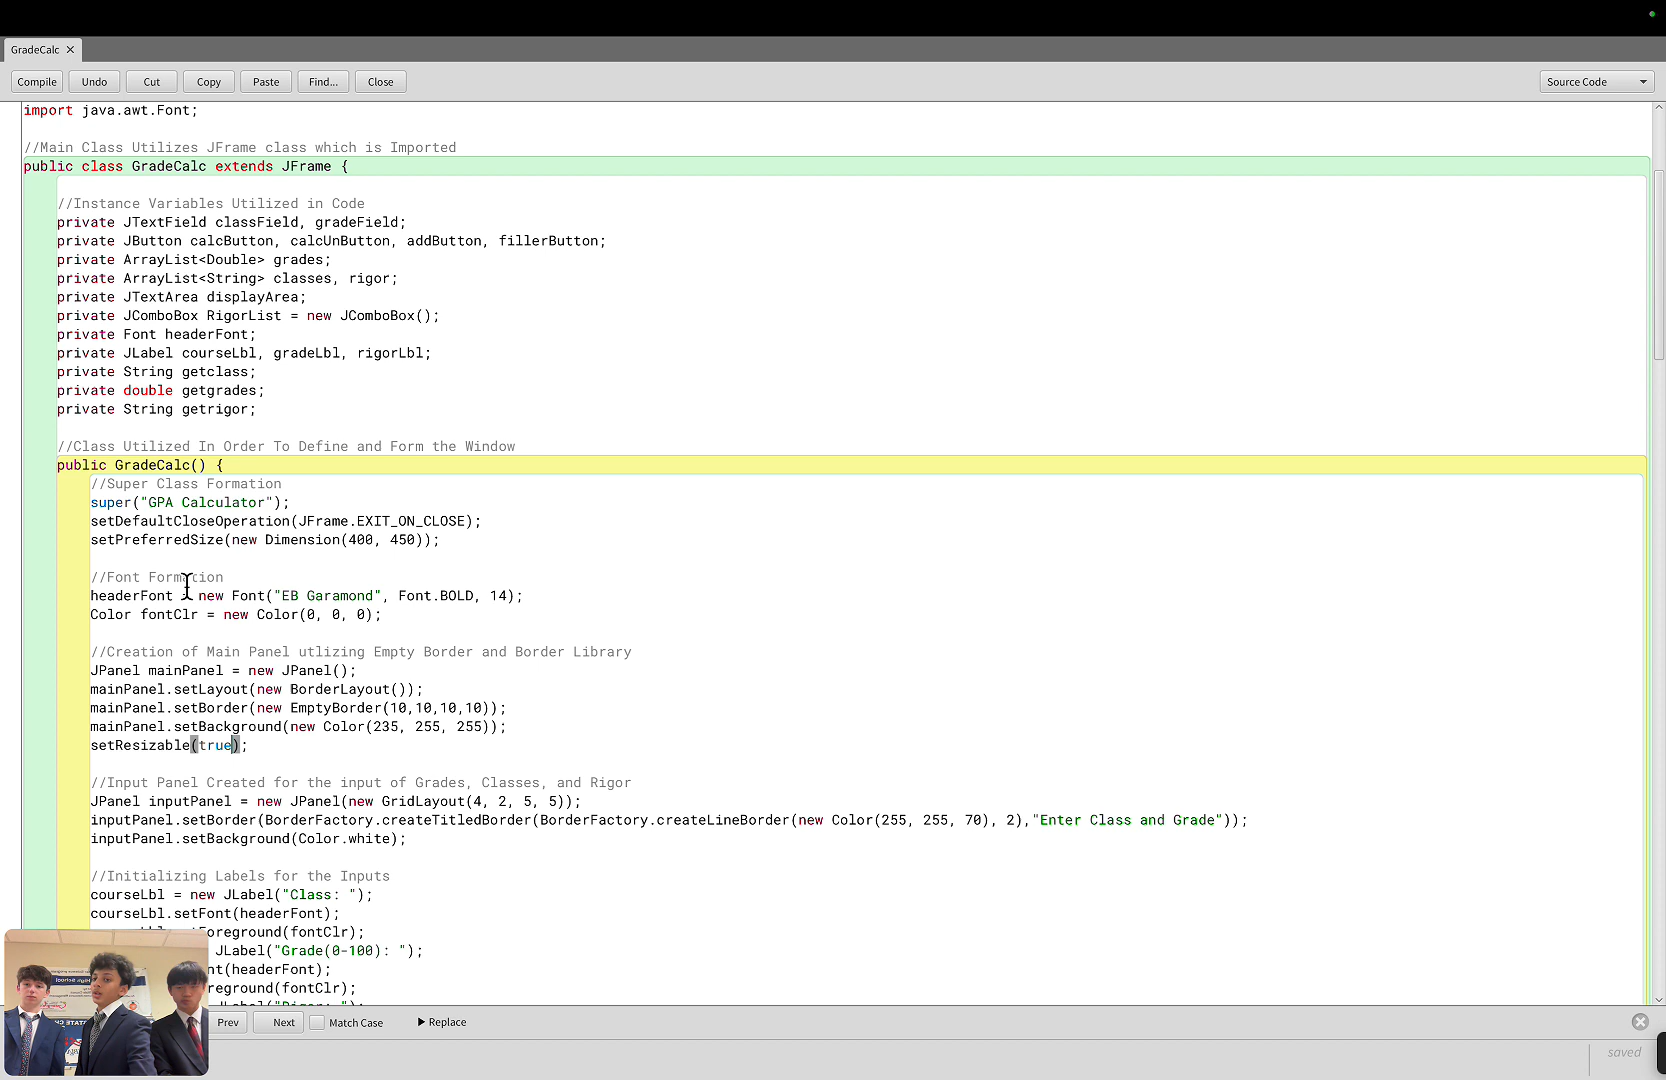 GradeCalc
Compile Undo Cut Copy Paste Find... Close Source Code
import java.awt.Font;
//Main Class Utilizes JFrame class which is Imported
public class GradeCalc extends JFrame {
//Instance Variables Utilized in Code
private JTextField classField, gradeField;
private JButton calcButton, calcUnButton, addButton, fillerButton;
private ArrayList<Double> grades;
private ArrayList<String> classes, rigor;
private JTextArea displayArea;
private JComboBox RigorList = new JComboBox();
private Font headerFont;
private JLabel courseLbl, gradeLbl, rigorLbl;
private String getclass;
private double getgrades;
private String getrigor;
//Class Utilized In Order To Define and Form the Window
public GradeCalc() {
//Super Class Formation
super("GPA Calculator");
setDefaultCloseOperation(JFrame.EXIT_ON_CLOSE);
setPreferredSize(new Dimension(400, 450));
//Font Formation
headerFont = new Font("EB Garamond", Font.BOLD, 14);
Color fontClr = new Color(0, 0, 0);
//Creation of Main Panel utlizing Empty Border and Border Library
JPanel mainPanel = new JPanel();
mainPanel.setLayout(new BorderLayout());
mainPanel.setBorder(new EmptyBorder(10,10,10,10));
mainPanel.setBackground(new Color(235, 255, 255));
setResizable(true);
//Input Panel Created for the input of Grades, Classes, and Rigor
JPanel inputPanel = new JPanel(new GridLayout(4, 2, 5, 5));
inputPanel.setBorder(BorderFactory.createTitledBorder(BorderFactory.createLineBorder(new Color(255, 255, 70), 2),"Enter Class and Grade"));
inputPanel.setBackground(Color.white);
//Initializing Labels for the Inputs
courseLbl = new JLabel("Class: ");
courseLbl.setFont(headerFont);
Foreground(fontClr);
JLabel("Grade(0-100): ");
nt(headerFont);
reground(fontClr);
Prev Next Match Case Replace
saved